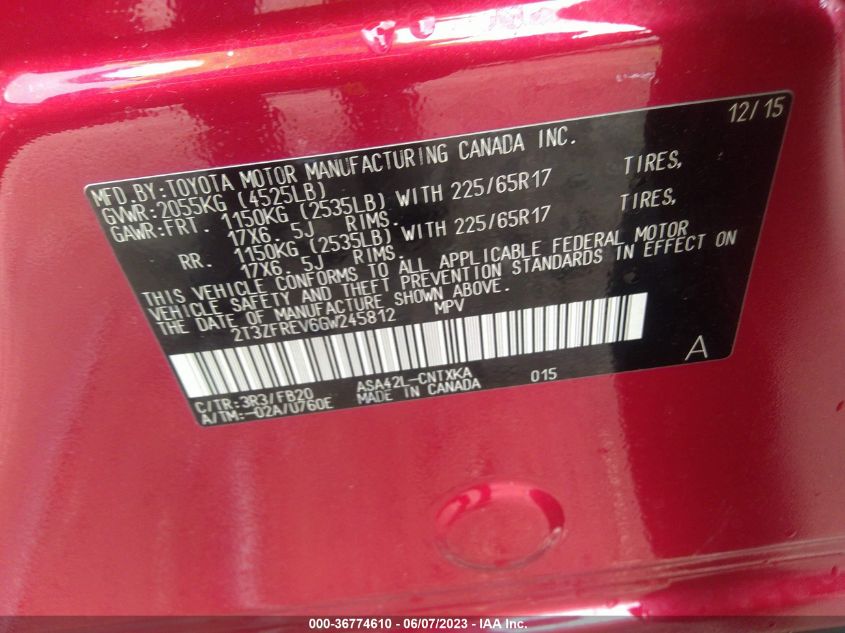 12/15
MFD. BY:TOYOTA MOTOR MANUFACTURING CANADA INC.
GVWR:2055KG (4525LB)
GAWR:FRT. 1150KG (2535LB) WITH 225/65R17 TIRES,
17X6. 5J RIMS.
RR. 1150KG (2535LB) WITH 225/65R17 TIRES,
17X6. 5J RIMS.
THIS VEHICLE CONFORMS TO ALL APPLICABLE FEDERAL MOTOR
VEHICLE SAFETY AND THEFT PREVENTION STANDARDS IN EFFECT ON
THE DATE OF MANUFACTURE SHOWN ABOVE.
2T3ZFREV6GW245812 MPV
A
C/TR:3R3/FB20 ASA42L-CNTXKA 015
A/TM:-02A/U760E MADE IN CANADA
000-36774610 - 06/07/2023 - IAA Inc.